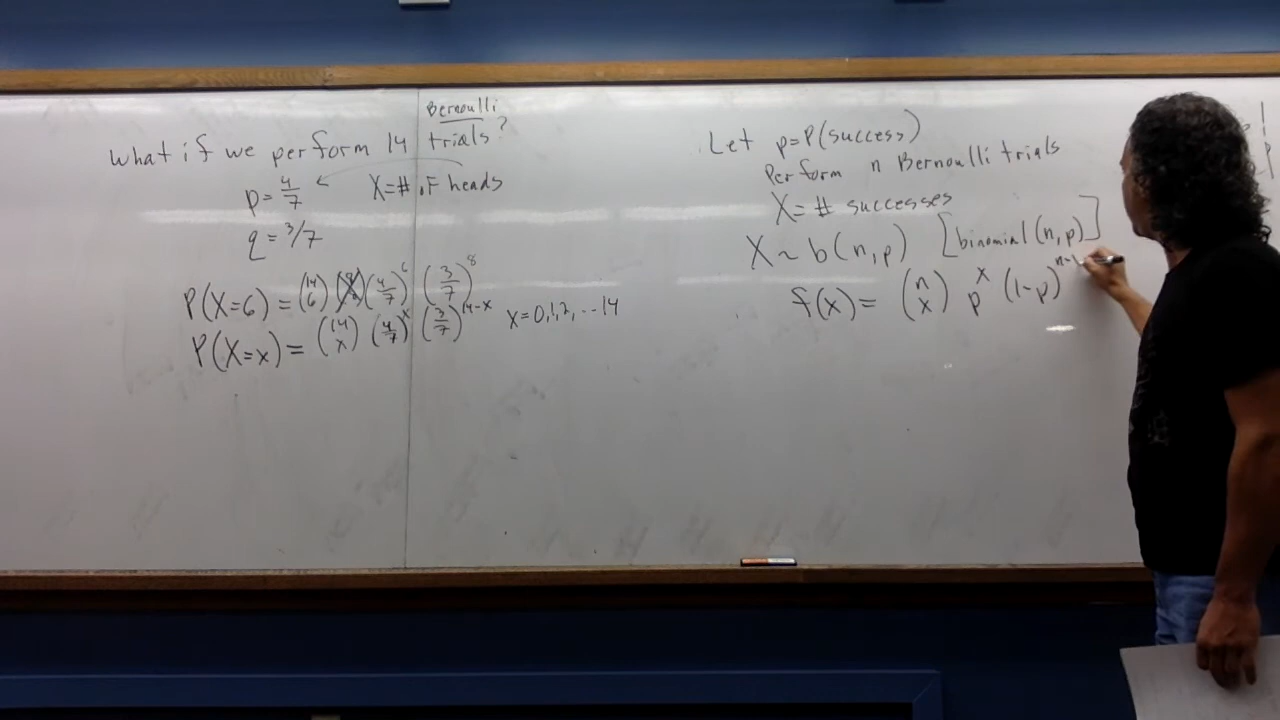 What if we perform 14 Bernoulli trials?
p = 4/7 X = # of heads
q = 3/7
P(X=6) = (14 6) (4/7)^6 (3/7)^8
P(X=x) = (14 x) (4/7)^x (3/7)^14-x x = 0,1,2, ... 14
Let p = P(success)
Perform n Bernoulli trials
X = # successes
X ~ b(n,p) [binomial(n,p)]
f(x) = (n x) p^x (1-p)^n-